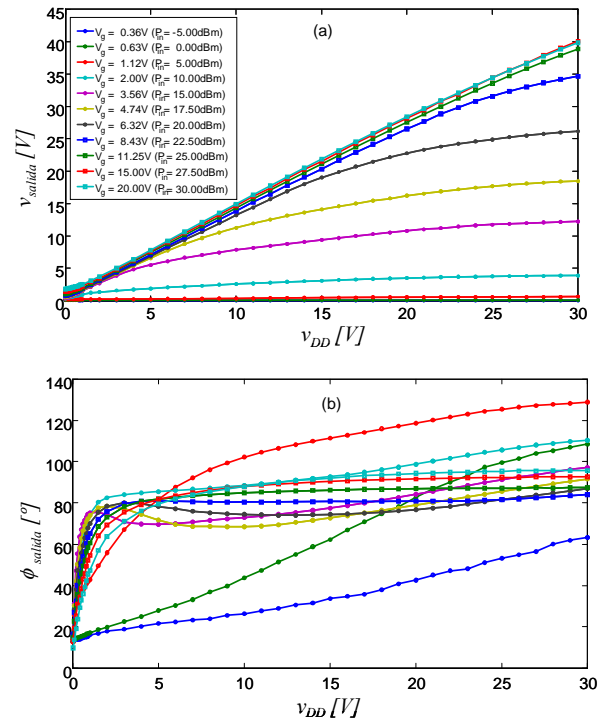 (a)
45
40
35
30
25
20
15
10
5
0
v_salida [V]
V_g = 0.36V (P_in= -5.00dBm)
V_g = 0.63V (P_in= 0.00dBm)
V_g = 1.12V (P_in= 5.00dBm)
V_g = 2.00V (P_in= 10.00dBm)
V_g = 3.56V (P_in= 15.00dBm)
V_g = 4.74V (P_in= 17.50dBm)
V_g = 6.32V (P_in= 20.00dBm)
V_g = 8.43V (P_in= 22.50dBm)
V_g = 11.25V (P_in= 25.00dBm)
V_g = 15.00V (P_in= 27.50dBm)
V_g = 20.00V (P_in= 30.00dBm)
0 5 10 15 20 25 30
v_DD [V]
(b)
140
120
100
80
60
40
20
0
ϕ_salida [°]
0 5 10 15 20 25 30
v_DD [V]